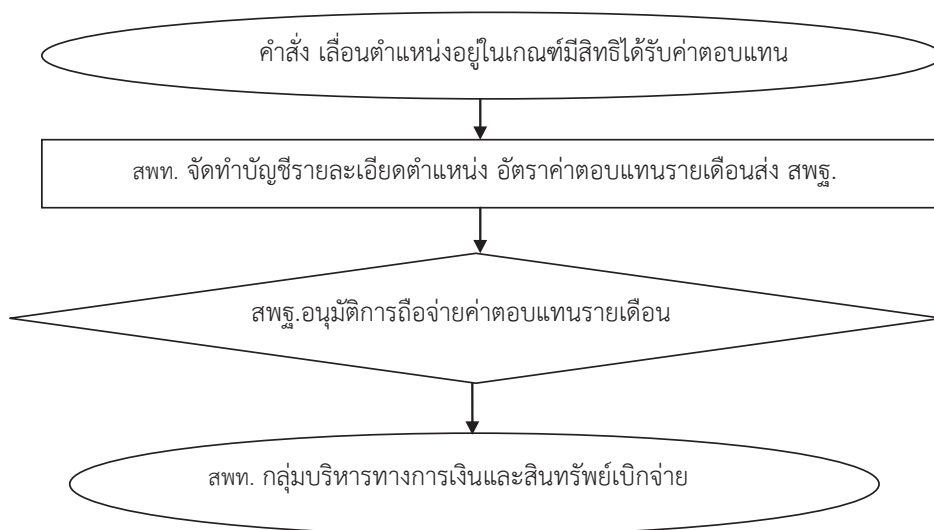 คำสั่ง เลื่อนตำแหน่งอยู่ในเกณฑ์มีสิทธิได้รับค่าตอบแทน
สพท. จัดทำบัญชีรายละเอียดตำแหน่ง อัตราค่าตอบแทนรายเดือนส่ง สพฐ.
สพฐ.อนุมัติการถือจ่ายค่าตอบแทนรายเดือน
สพท. กลุ่มบริหารทางการเงินและสินทรัพย์เบิกจ่าย